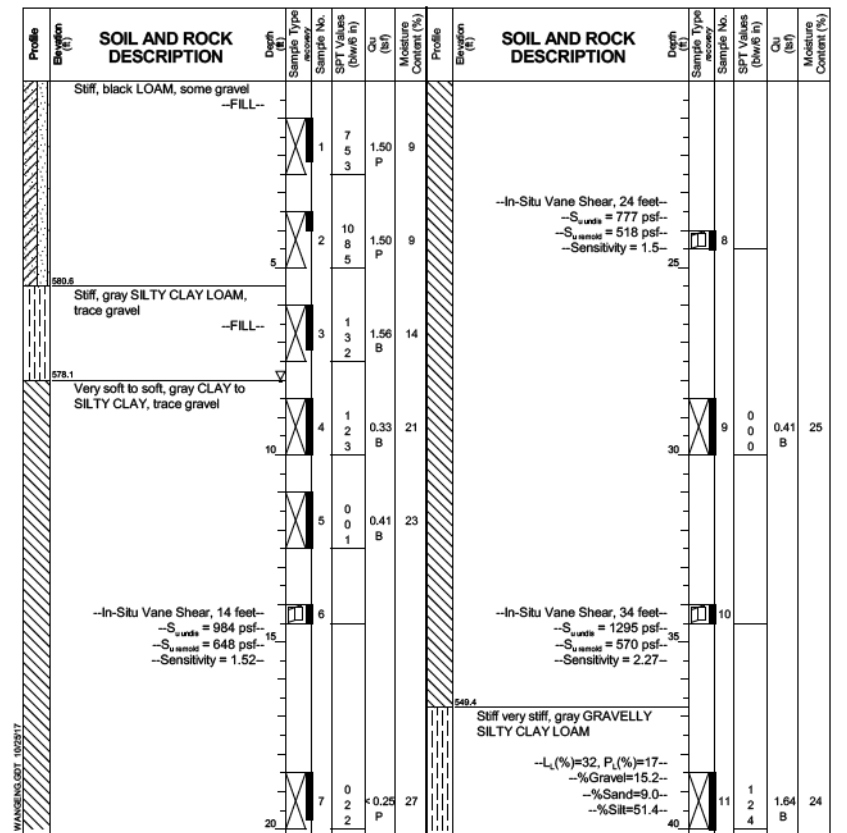 Profile
Elevation (ft)
SOIL AND ROCK DESCRIPTION
Depth (ft)
Sample Type recovery
Sample No.
SPT Values (blw/6 in)
Qu (tsf)
Moisture Content (%)
Profile
Elevation (ft)
SOIL AND ROCK DESCRIPTION
Depth (ft)
Sample Type recovery
Sample No.
SPT Values (blw/6 in)
Qu (tsf)
Moisture Content (%)
Stiff, black LOAM, some gravel
--FILL--
1
7
5
3
1.50
P
9
2
10
8
5
1.50
P
9
5
580.6
Stiff, gray SILTY CLAY LOAM,
trace gravel
--FILL--
3
1
3
2
1.56
B
14
578.1
Very soft to soft, gray CLAY to
SILTY CLAY, trace gravel
4
1
2
3
0.33
B
21
10
5
0
0
1
0.41
B
23
--In-Situ Vane Shear, 14 feet--
6
--Su undis = 984 psf--
15
--Su remold = 648 psf--
--Sensitivity = 1.52--
7
0
2
2
< 0.25
P
27
20
WANGENG.GDT 10/25/17
--In-Situ Vane Shear, 24 feet--
--Su undis = 777 psf--
--Su remold = 518 psf--
8
--Sensitivity = 1.5--
25
9
0
0
0
0.41
B
25
30
--In-Situ Vane Shear, 34 feet--
10
--Su undis = 1295 psf--
35
--Su remold = 570 psf--
--Sensitivity = 2.27--
549.4
Stiff very stiff, gray GRAVELLY
SILTY CLAY LOAM
--LL(%)=32, PL(%)=17--
--%Gravel=15.2--
--%Sand=9.0--
--%Silt=51.4--
11
1
2
4
1.64
B
24
40